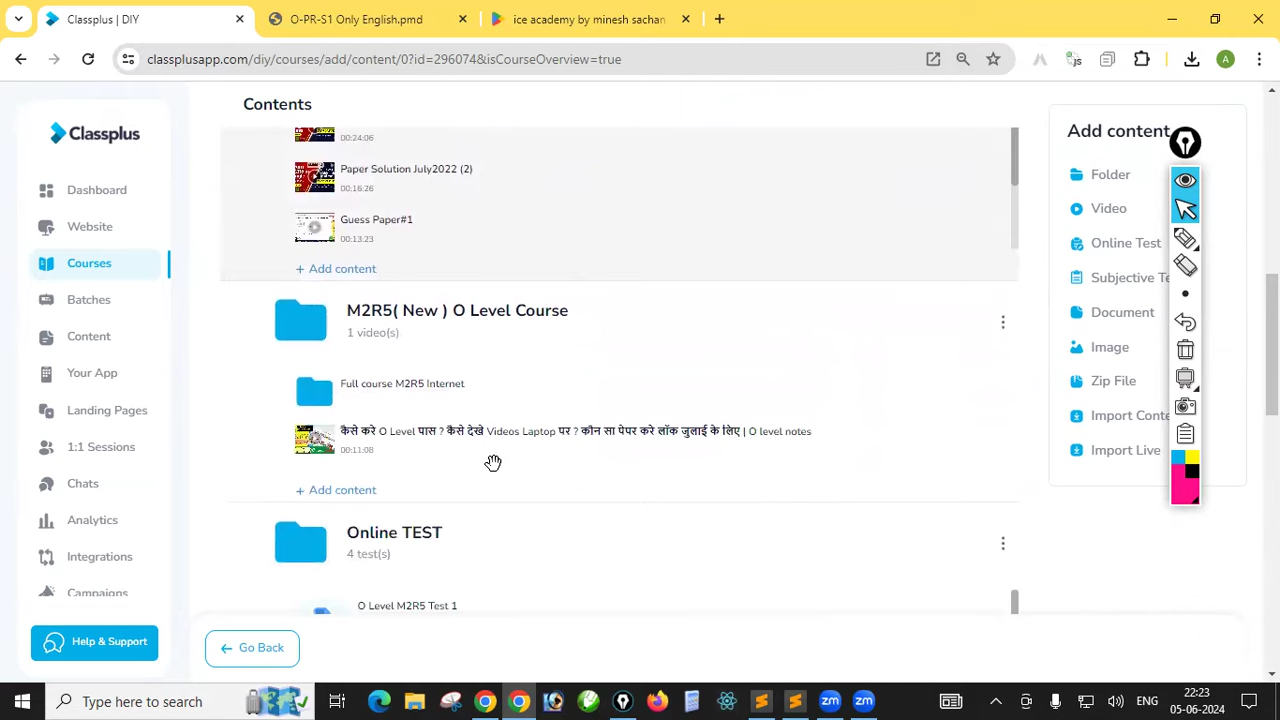 Classplus | DIY
O-PR-S1 Only English.pmd
ice academy by minesh sachan
classplusapp.com/diy/courses/add/content/0?id=296074&isCourseOverview=true
A
Classplus
Dashboard
Website
Courses
Batches
Content
Your App
Landing Pages
1:1 Sessions
Chats
Analytics
Integrations
Campaigns
Help & Support
Contents
00:24:06
Paper Solution July2022 (2)
00:16:26
Guess Paper#1
00:13:23
+ Add content
M2R5( New ) O Level Course
1 video(s)
Full course M2R5 Internet
कैसे करे O Level पास ? कैसे देखे Videos Laptop पर ? कौन सा पेपर करे लॉक जुलाई के लिए | O level notes
00:11:08
+ Add content
Online TEST
4 test(s)
O Level M2R5 Test 1
Go Back
Add content
Folder
Video
Online Test
Subjective Te
Document
Image
Zip File
Import Conte
Import Live
Type here to search
ENG
22:23
05-06-2024